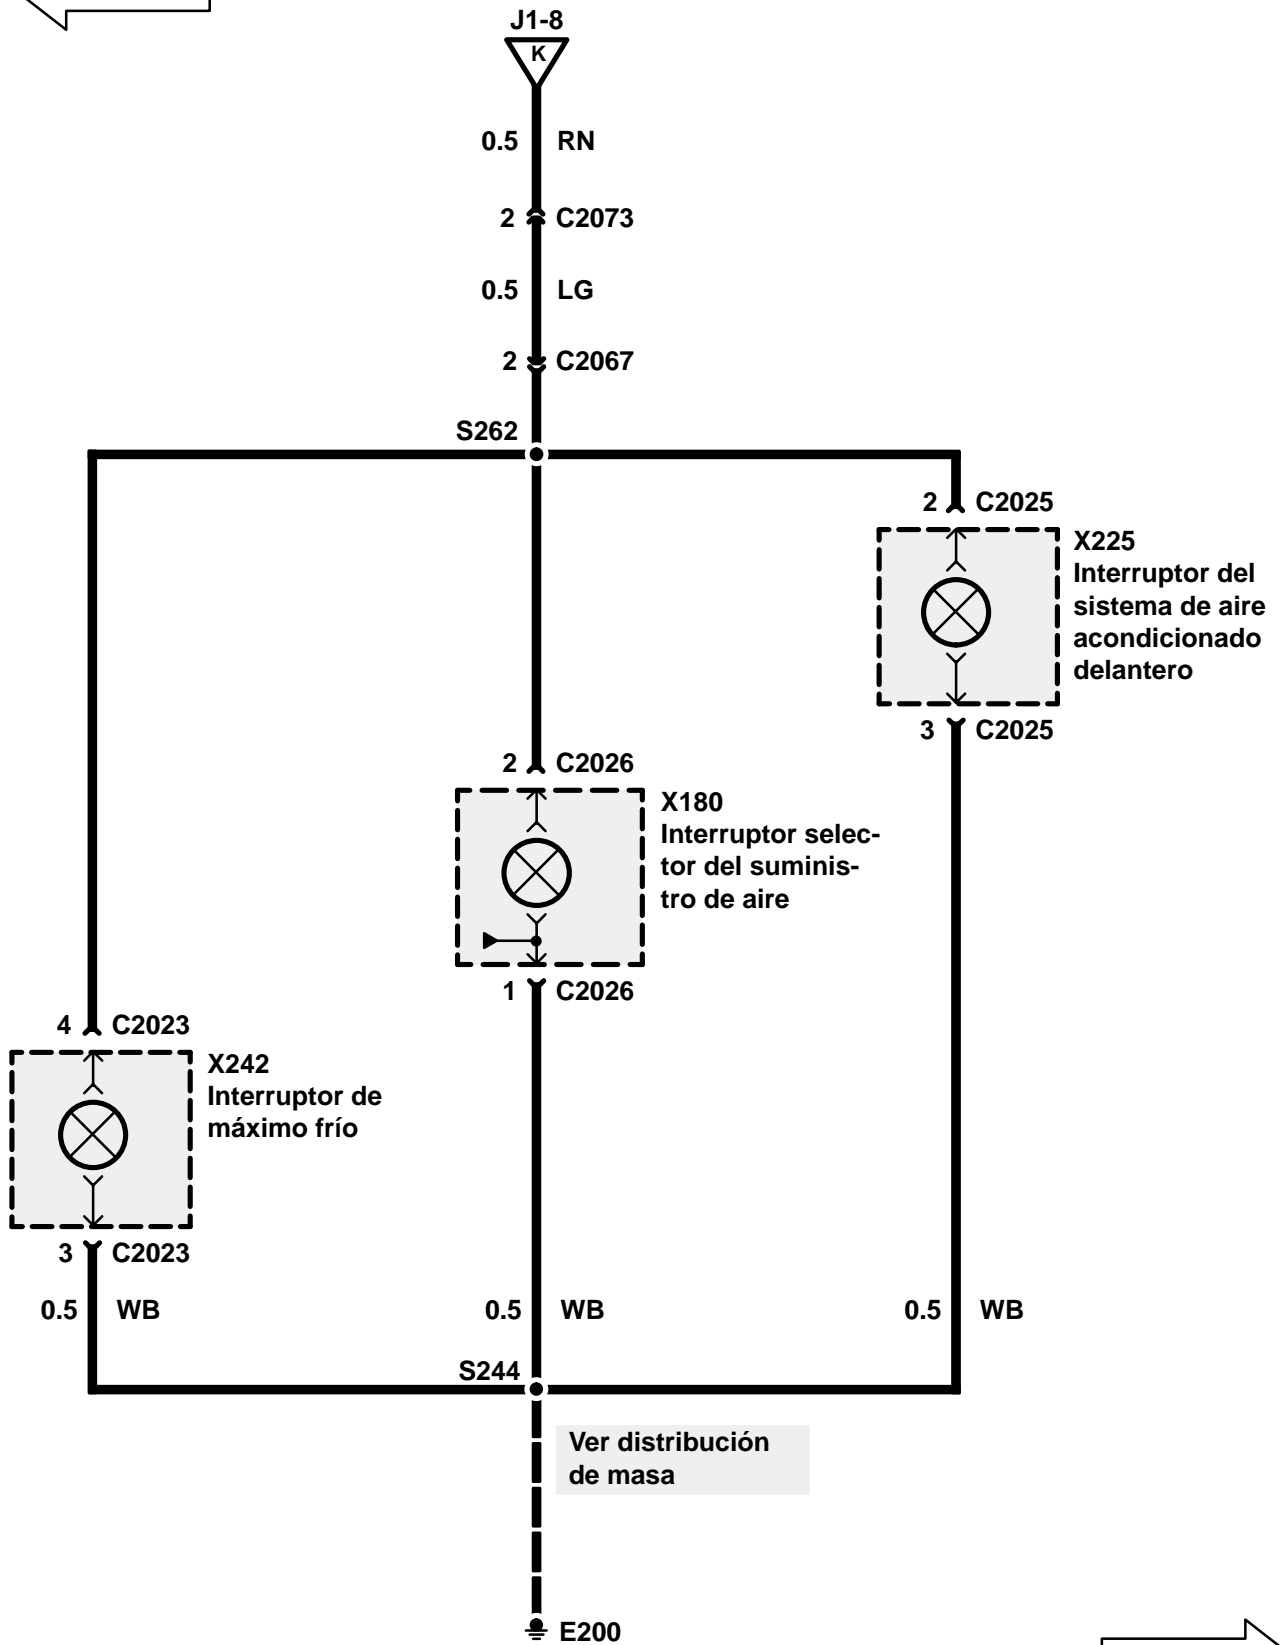 J1-8
K
0.5 RN
2 C2073
0.5 LG
2 C2067
S262
2 C2025
X225
Interruptor del
sistema de aire
acondicionado
delantero
3 C2025
2 C2026
X180
Interruptor selec-
tor del suminis-
tro de aire
1 C2026
4 C2023
X242
Interruptor de
máximo frío
3 C2023
0.5 WB
0.5 WB
0.5 WB
S244
Ver distribución
de masa
E200